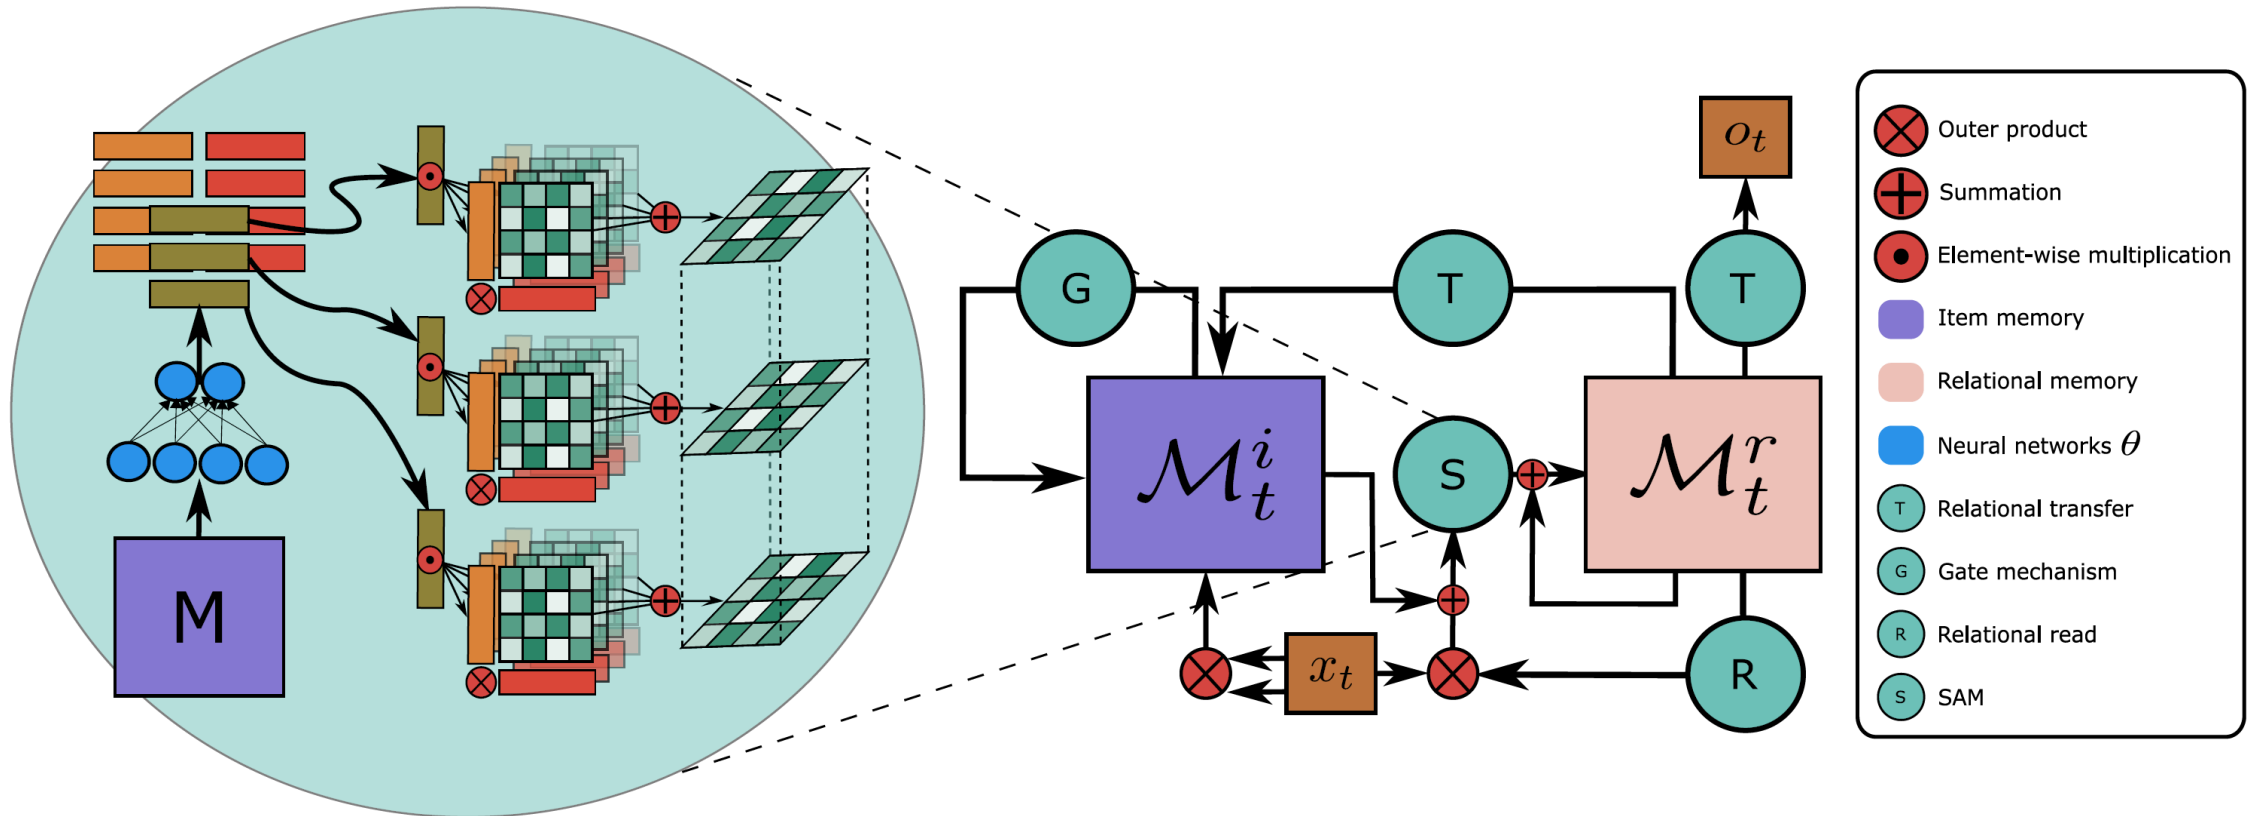 M
G
T
T
o_t
M_t^i
S
M_t^r
x_t
R
Outer product
Summation
Element-wise multiplication
Item memory
Relational memory
Neural networks θ
T Relational transfer
G Gate mechanism
R Relational read
S SAM